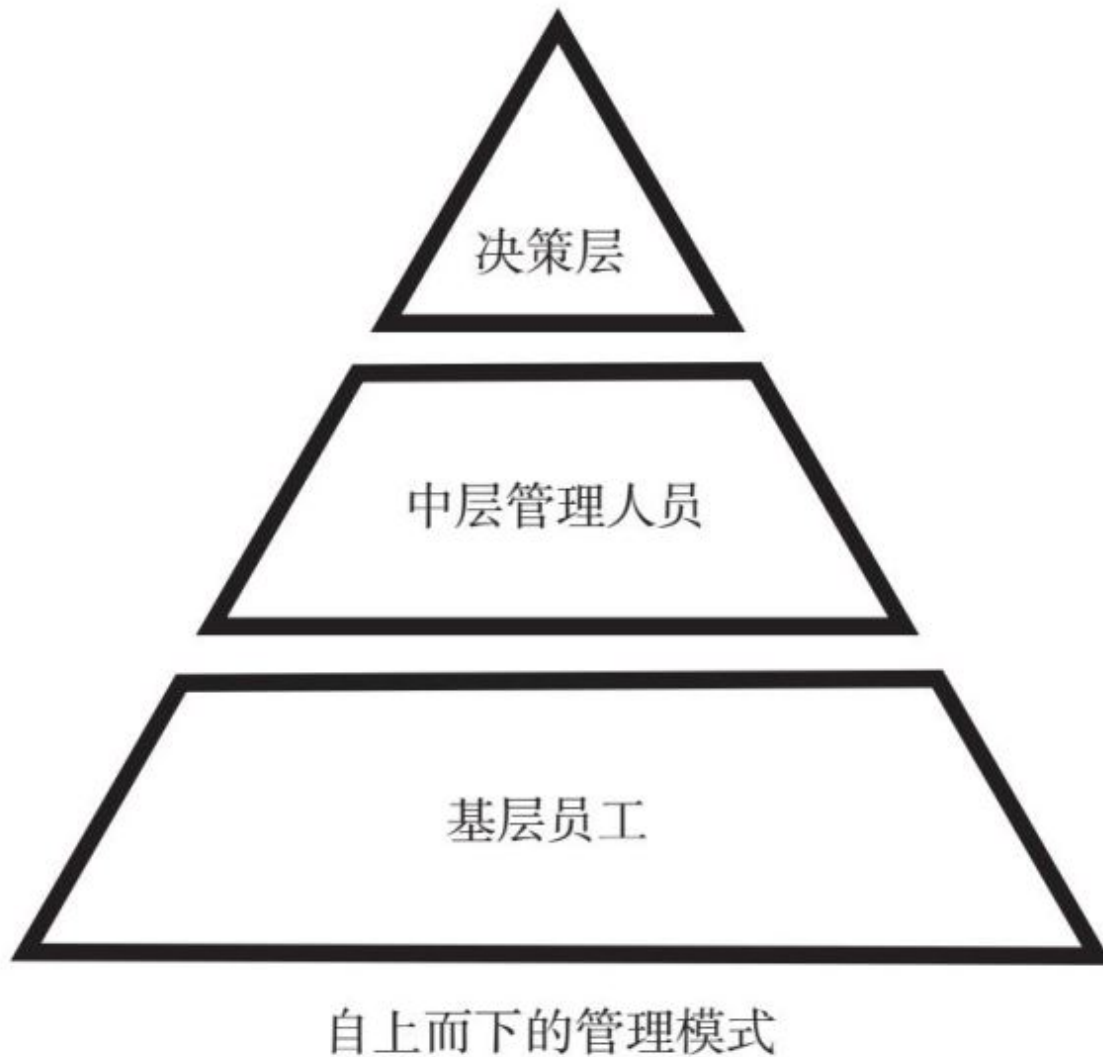 决策层
中层管理人员
基层员工
自上而下的管理模式